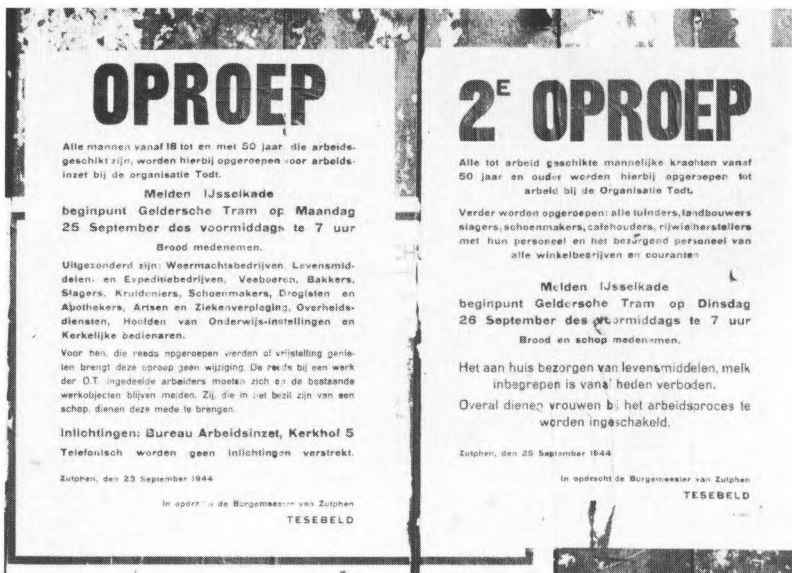 OPROEP
Alle mannen vanaf 18 tot en met 50 jaar, die arbeids-
geschikt zijn, worden hierbij opgeroepen voor arbeids-
inzet bij de organisatie Todt.
Melden IJsselkade
beginpunt Geldersche Tram op Maandag
25 September des voormiddags te 7 uur
Brood medenemen.
Uitgezonderd zijn: Weermachtsbedrijven, Levensmid-
delen- en Expeditiebedrijven, Veeboeren, Bakkers,
Slagers, Kruideniers, Schoenmakers, Drogisten en
Apothekers, Artsen en Ziekenverpleging, Overheids-
diensten, Hoofden van Onderwijs-instellingen en
Kerkelijke bedienaren.
Voor hen, die reeds opgeroepen werden of vrijstelling genie-
ten brengt deze oproep geen wijziging. De reeds bij een werk
der O.T. ingedeelde arbeiders moeten zich op de bestaande
werkobjecten blijven melden. Zij, die in het bezit zijn van een
schop, dienen deze mede te brengen.
Inlichtingen: Bureau Arbeidsinzet, Kerkhof 5
Telefonisch worden geen inlichtingen verstrekt.
Zutphen, den 23 September 1944
In opdracht de Burgemeester van Zutphen
TESEBELD
2E OPROEP
Alle tot arbeid geschikte mannelijke krachten vanaf
50 jaar en ouder worden hierbij opgeroepen tot
arbeid bij de Organisatie Todt.
Verder worden opgeroepen: alle tuinders, landbouwers
slagers, schoenmakers, cafehouders, rijwielherstellers
met hun personeel en het bezorgend personeel van
alle winkelbedrijven en couranten
Melden IJsselkade
beginpunt Geldersche Tram op Dinsdag
26 September des voormiddags te 7 uur
Brood en schop medenemen.
Het aan huis bezorgen van levensmiddelen, melk
inbegrepen is vanaf heden verboden.
Overal dienen vrouwen bij het arbeidsproces te
worden ingeschakeld.
Zutphen, den 25 September 1944
In opdracht de Burgemeester van Zutphen
TESEBELD